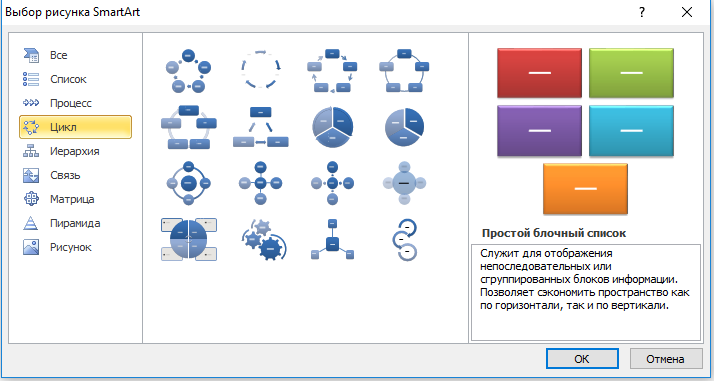 Выбор рисунка SmartArt
?
Все
Список
Процесс
Цикл
Иерархия
Связь
Матрица
Пирамида
Рисунок
Простой блочный список
Служит для отображения
непоследовательных или
сгруппированных блоков информации.
Позволяет сэкономить пространство как
по горизонтали, так и по вертикали.
ОК
Отмена